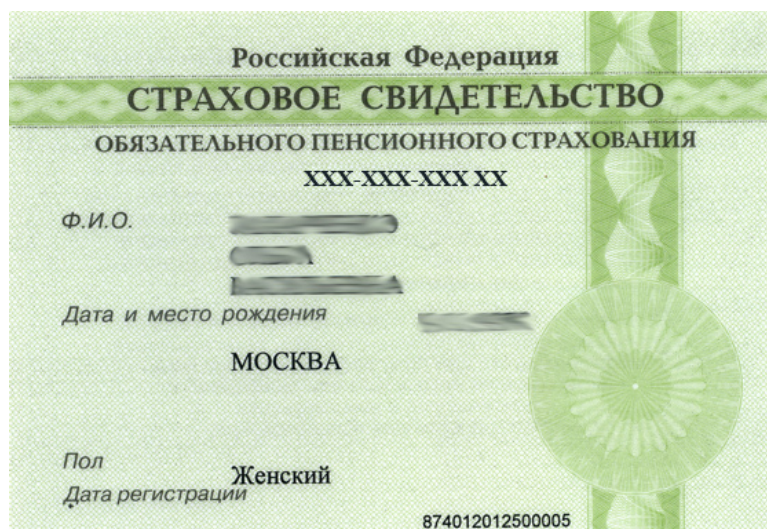 Российская Федерация
СТРАХОВОЕ СВИДЕТЕЛЬСТВО
ОБЯЗАТЕЛЬНОГО ПЕНСИОННОГО СТРАХОВАНИЯ
XXX-XXX-XXX XX
Ф.И.О.
Дата и место рождения
МОСКВА
Пол
Женский
Дата регистрации
874012012500005